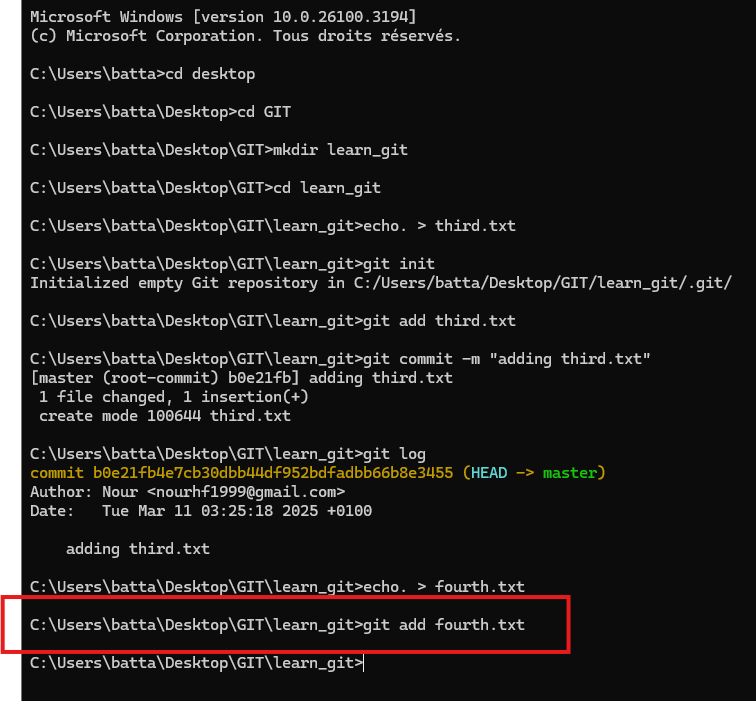 Microsoft Windows [version 10.0.26100.3194]
(c) Microsoft Corporation. Tous droits réservés.
C:\Users\batta>cd desktop
C:\Users\batta\Desktop>cd GIT
C:\Users\batta\Desktop\GIT>mkdir learn_git
C:\Users\batta\Desktop\GIT>cd learn_git
C:\Users\batta\Desktop\GIT\learn_git>echo. > third.txt
C:\Users\batta\Desktop\GIT\learn_git>git init
Initialized empty Git repository in C:/Users/batta/Desktop/GIT/learn_git/.git/
C:\Users\batta\Desktop\GIT\learn_git>git add third.txt
C:\Users\batta\Desktop\GIT\learn_git>git commit -m "adding third.txt"
[master (root-commit) b0e21fb] adding third.txt
 1 file changed, 1 insertion(+)
 create mode 100644 third.txt
C:\Users\batta\Desktop\GIT\learn_git>git log
commit b0e21fb4e7cb30dbb44df952bdfadbb66b8e3455 (HEAD -> master)
Author: Nour <nourhf1999@gmail.com>
Date:   Tue Mar 11 03:25:18 2025 +0100
    adding third.txt
C:\Users\batta\Desktop\GIT\learn_git>echo. > fourth.txt
C:\Users\batta\Desktop\GIT\learn_git>git add fourth.txt
C:\Users\batta\Desktop\GIT\learn_git>